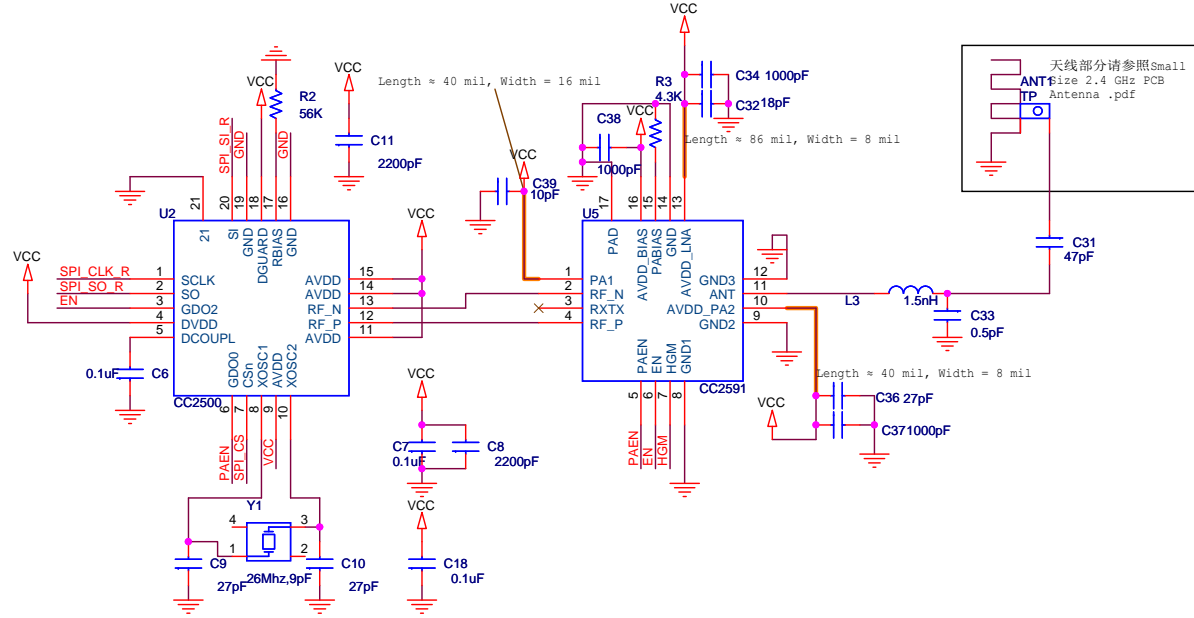 VCC
VCC
VCC
R2
56K
C11
2200pF
Length ≈ 40 mil, Width = 16 mil
R3
4.3K
C34 1000pF
C32 18pF
天线部分请参照Small
Size 2.4 GHz PCB
Antenna .pdf
ANT1
TP
C38
1000pF
VCC
Length ≈ 86 mil, Width = 8 mil
VCC
C39
10pF
SPI_SI_R
GND
GND
21
20
19
18
17
16
U2
21
SI
GND
DGUARD
RBIAS
GND
VCC
SPI_CLK_R
SPI_SO_R
EN
1
2
3
4
5
SCLK
SO
GDO2
DVDD
DCOUPL
AVDD
AVDD
RF_N
RF_P
AVDD
15
14
13
12
11
GDO0
CSn
XOSC1
AVDD
XOSC2
CC2500
6
7
8
9
10
PAEN
SPI_CS
VCC
0.1uF
C6
VCC
17
16
15
14
13
U5
PAD
AVDD_BIAS
PABIAS
GND
AVDD_LNA
1
2
3
4
PA1
RF_N
RXTX
RF_P
GND3
ANT
AVDD_PA2
GND2
12
11
10
9
PAEN
EN
HGM
GND1
CC2591
5
6
7
8
PAEN
EN
HGM
L3
1.5nH
C31
47pF
C33
0.5pF
Length ≈ 40 mil, Width = 8 mil
VCC
C36 27pF
C37 1000pF
VCC
C7
0.1uF
C8
2200pF
VCC
C18
0.1uF
Y1
4
3
1
2
26Mhz,9pF
C9
27pF
C10
27pF